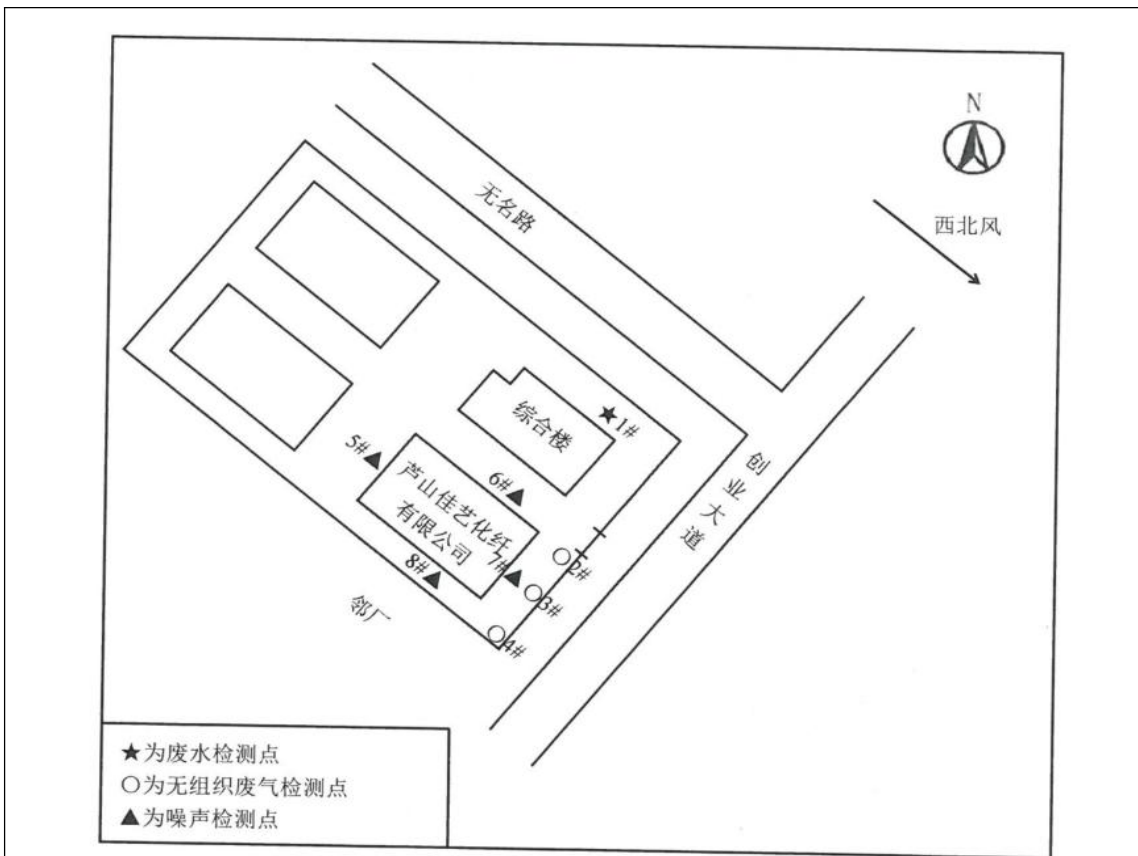 N
西北风
无名路
综合楼
★1#
创业大道
5#▲
6#▲
芦山佳艺化纤
有限公司
7#▲
8#▲
○2#
○3#
○4#
邻厂
★为废水检测点
○为无组织废气检测点
▲为噪声检测点